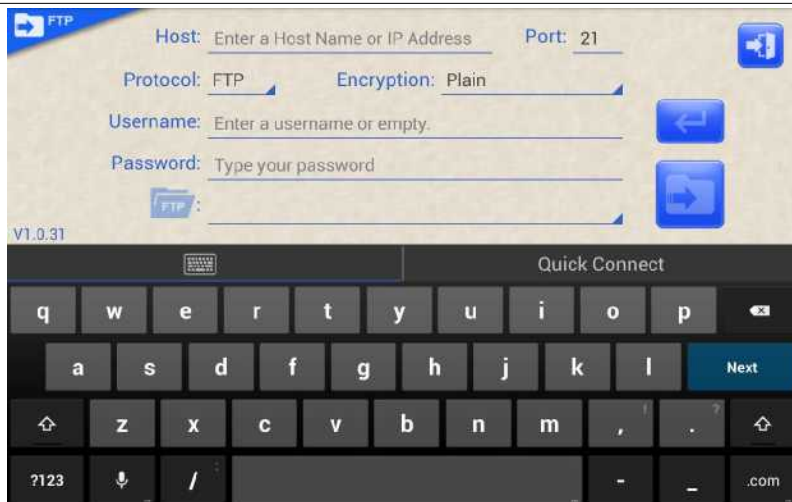 FTP
Host: Enter a Host Name or IP Address Port: 21
Protocol: FTP Encryption: Plain
Username: Enter a username or empty.
Password: Type your password
FTP :
V1.0.31
Quick Connect
q w e r t y u i o p
a s d f g h j k l Next
z x c v b n m , ! . ?
?123 / : - _ .com